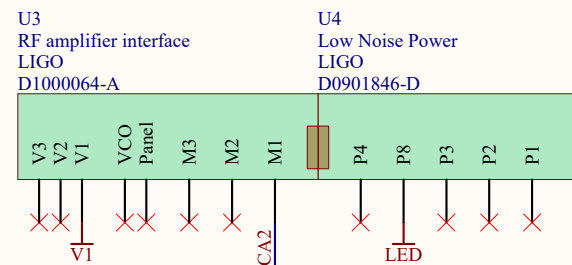 U3
RF amplifier interface
LIGO
D1000064-A
U4
Low Noise Power
LIGO
D0901846-D
V3
V2
V1
VCO
Panel
M3
M2
M1
P4
P8
P3
P2
P1
V1
CA2
LED